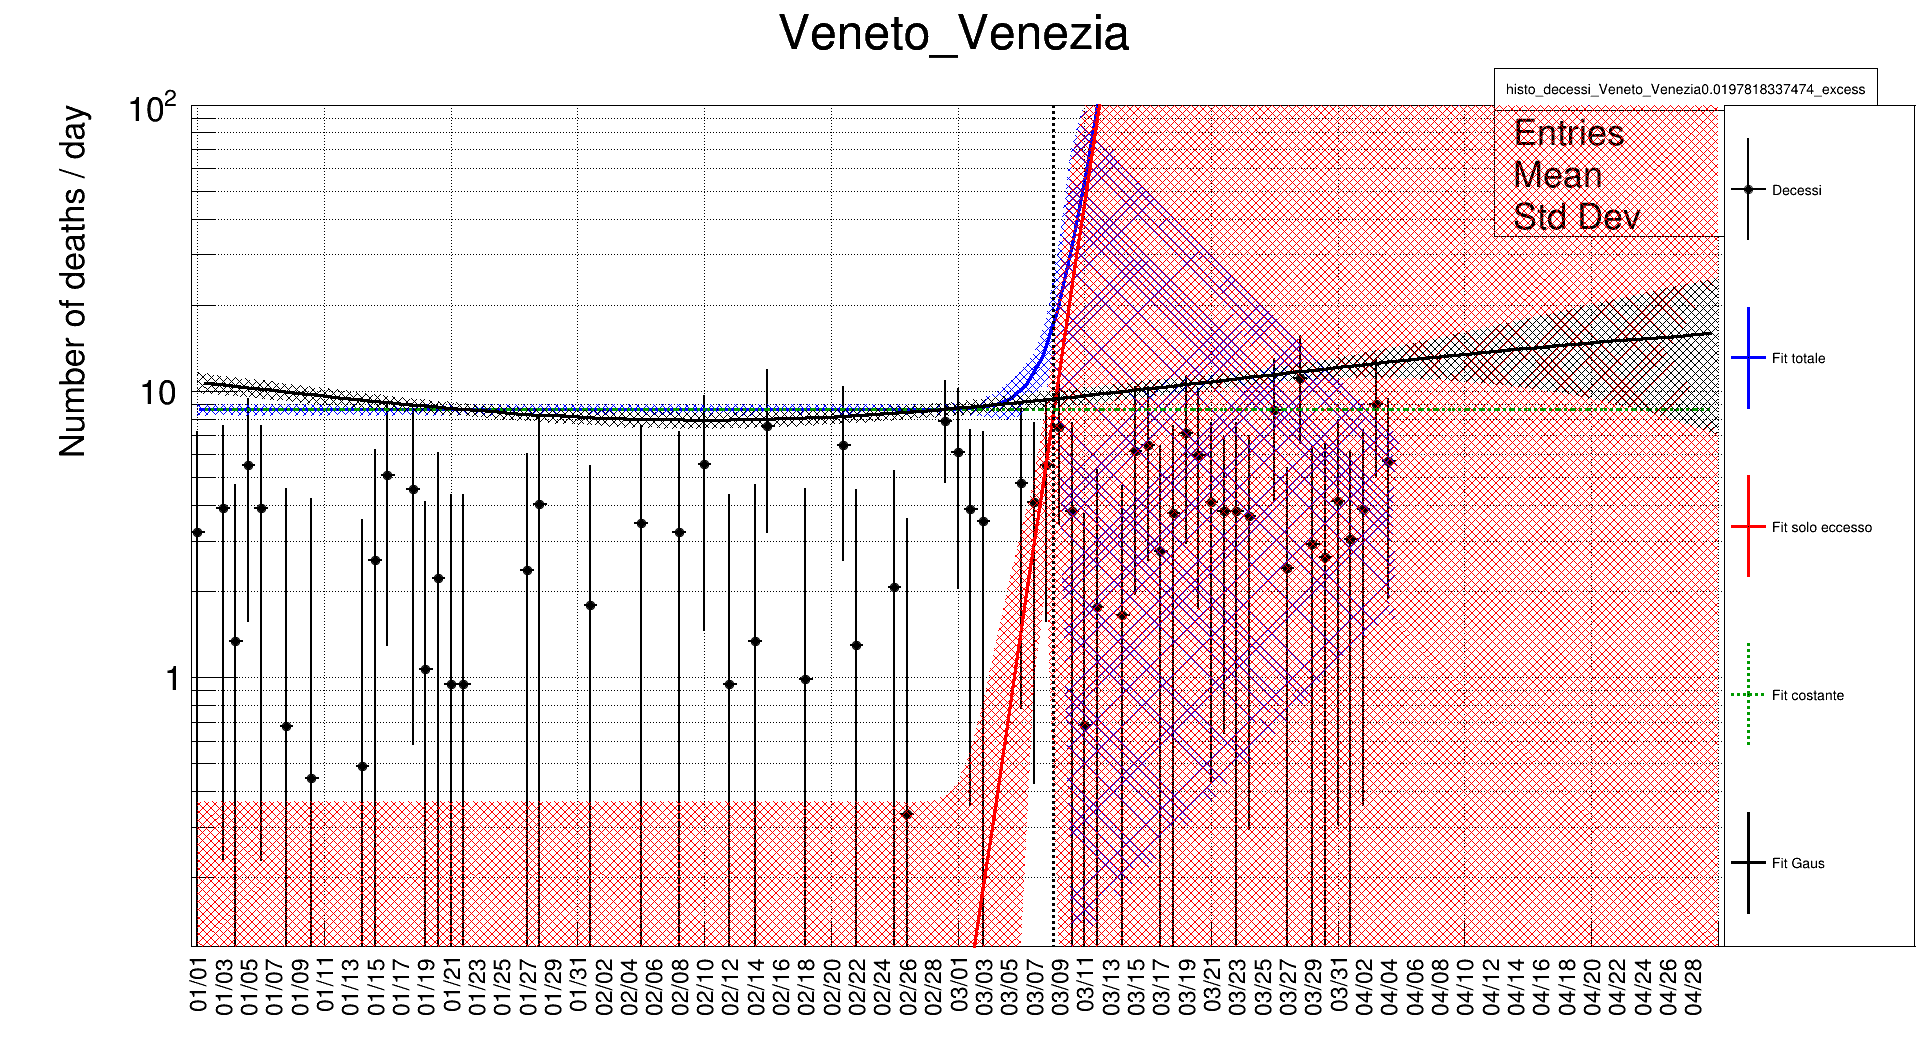 Veneto_Venezia
histo_decessi_Veneto_Venezia0.0197818337474_excess
Entries
Mean
Std Dev
Number of deaths / day
10²
10
1
Decessi
Fit totale
Fit solo eccesso
Fit costante
Fit Gaus
01/01 01/03 01/05 01/07 01/09 01/11 01/13 01/15 01/17 01/19 01/21 01/23 01/25 01/27 01/29 01/31 02/02 02/04 02/06 02/08 02/10 02/12 02/14 02/16 02/18 02/20 02/22 02/24 02/26 02/28 03/01 03/03 03/05 03/07 03/09 03/11 03/13 03/15 03/17 03/19 03/21 03/23 03/25 03/27 03/29 03/31 04/02 04/04 04/06 04/08 04/10 04/12 04/14 04/16 04/18 04/20 04/22 04/24 04/26 04/28